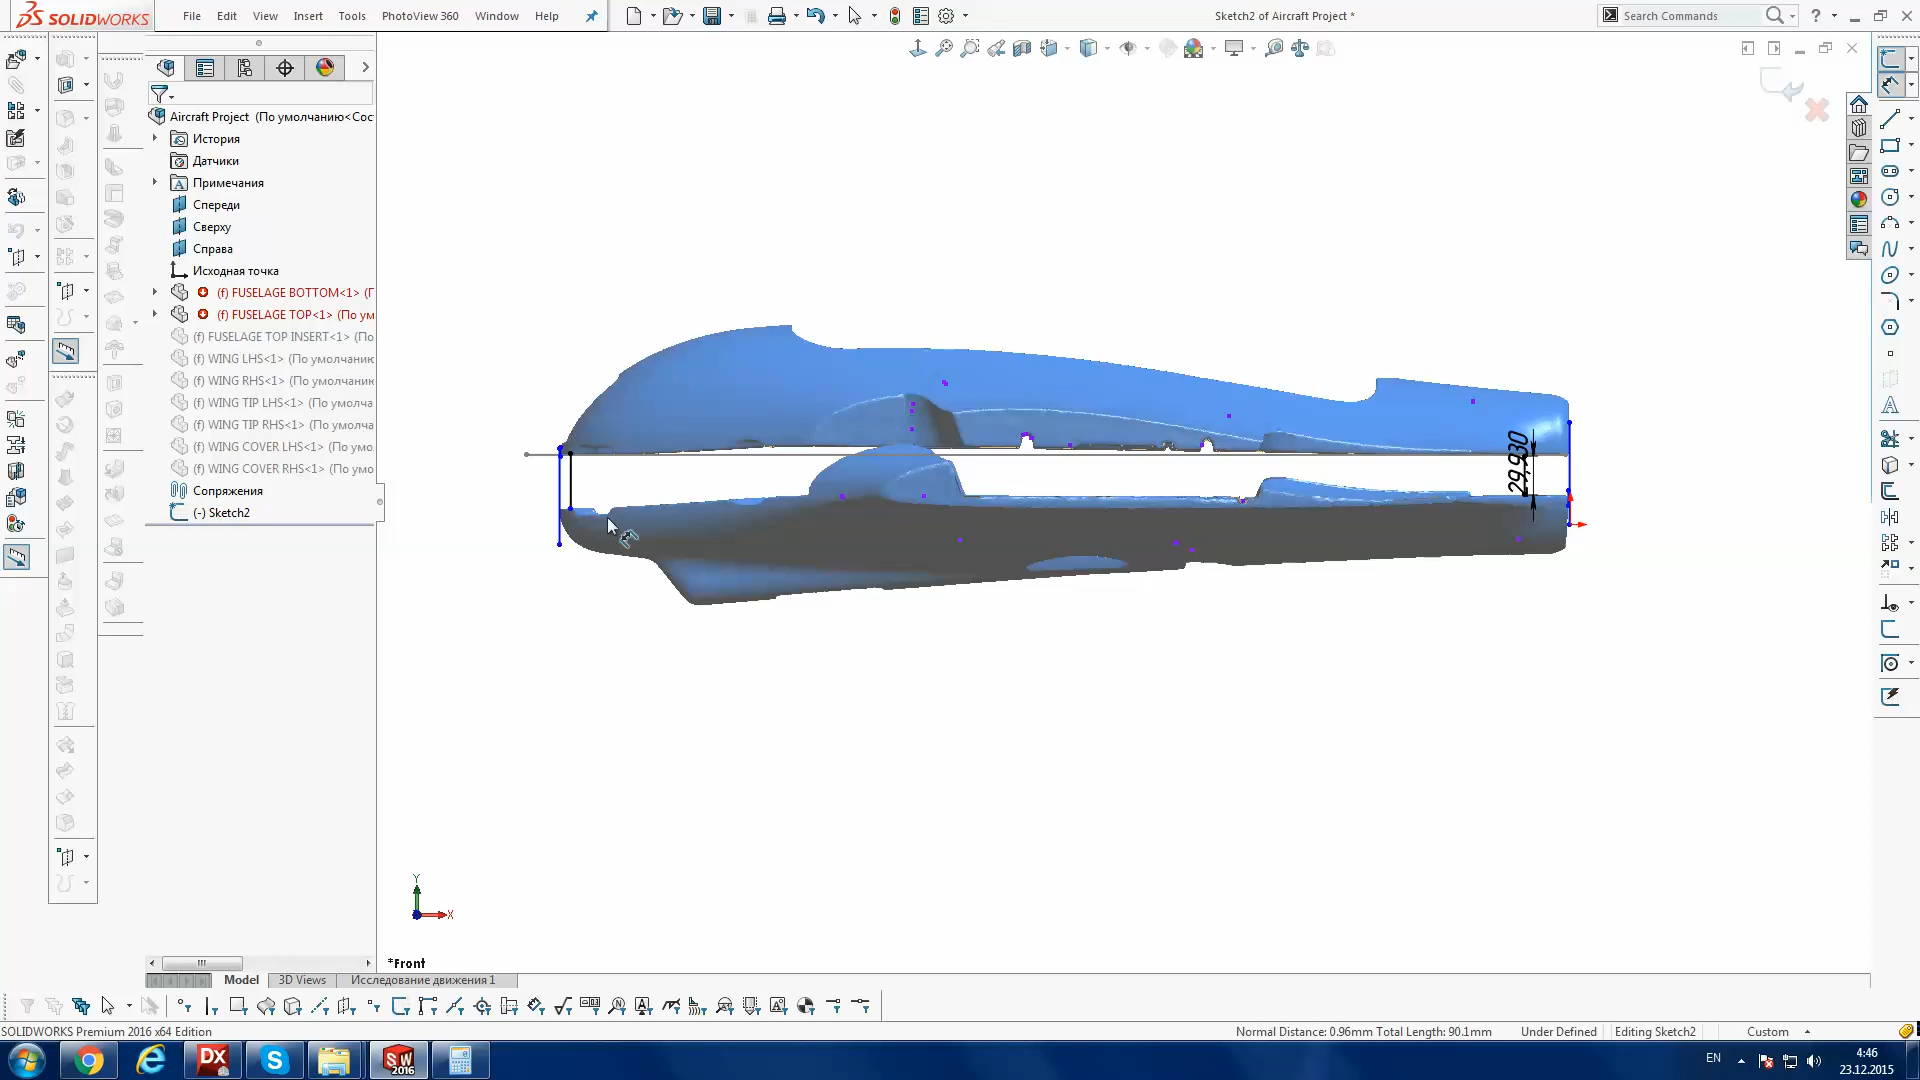 SOLIDWORKS
File Edit View Insert Tools PhotoView 360 Window Help
Sketch2 of Aircraft Project *
Search Commands
Aircraft Project (По умолчанию<Сос
История
Датчики
Примечания
Спереди
Сверху
Справа
Исходная точка
(f) FUSELAGE BOTTOM<1> (Г
(f) FUSELAGE TOP<1> (По ум
(f) FUSELAGE TOP INSERT<1> (По
(f) WING LHS<1> (По умолчанию
(f) WING RHS<1> (По умолчани
(f) WING TIP LHS<1> (По умолча
(f) WING TIP RHS<1> (По умолча
(f) WING COVER LHS<1> (По умо
(f) WING COVER RHS<1> (По умо
Сопряжения
(-) Sketch2
29,930
Y
X
*Front
Model 3D Views Исследование движения 1
SOLIDWORKS Premium 2016 x64 Edition
Normal Distance: 0.96mm Total Length: 90.1mm Under Defined Editing Sketch2 Custom
DX
SW 2016
EN
4:46
23.12.2015